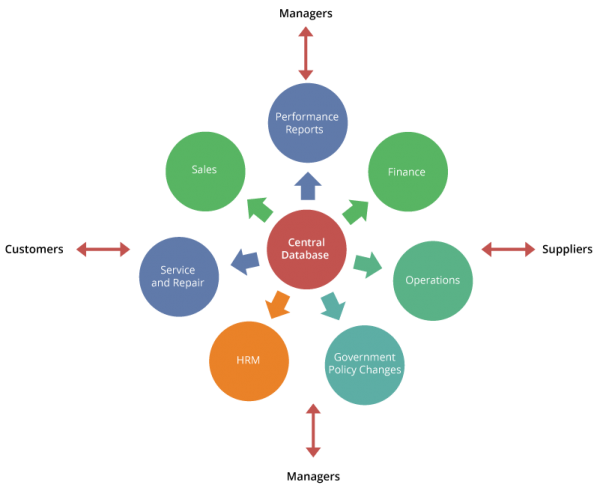 Managers
Performance
Reports
Sales
Finance
Central
Database
Customers
Suppliers
Service
and Repair
Operations
HRM
Government
Policy Changes
Managers